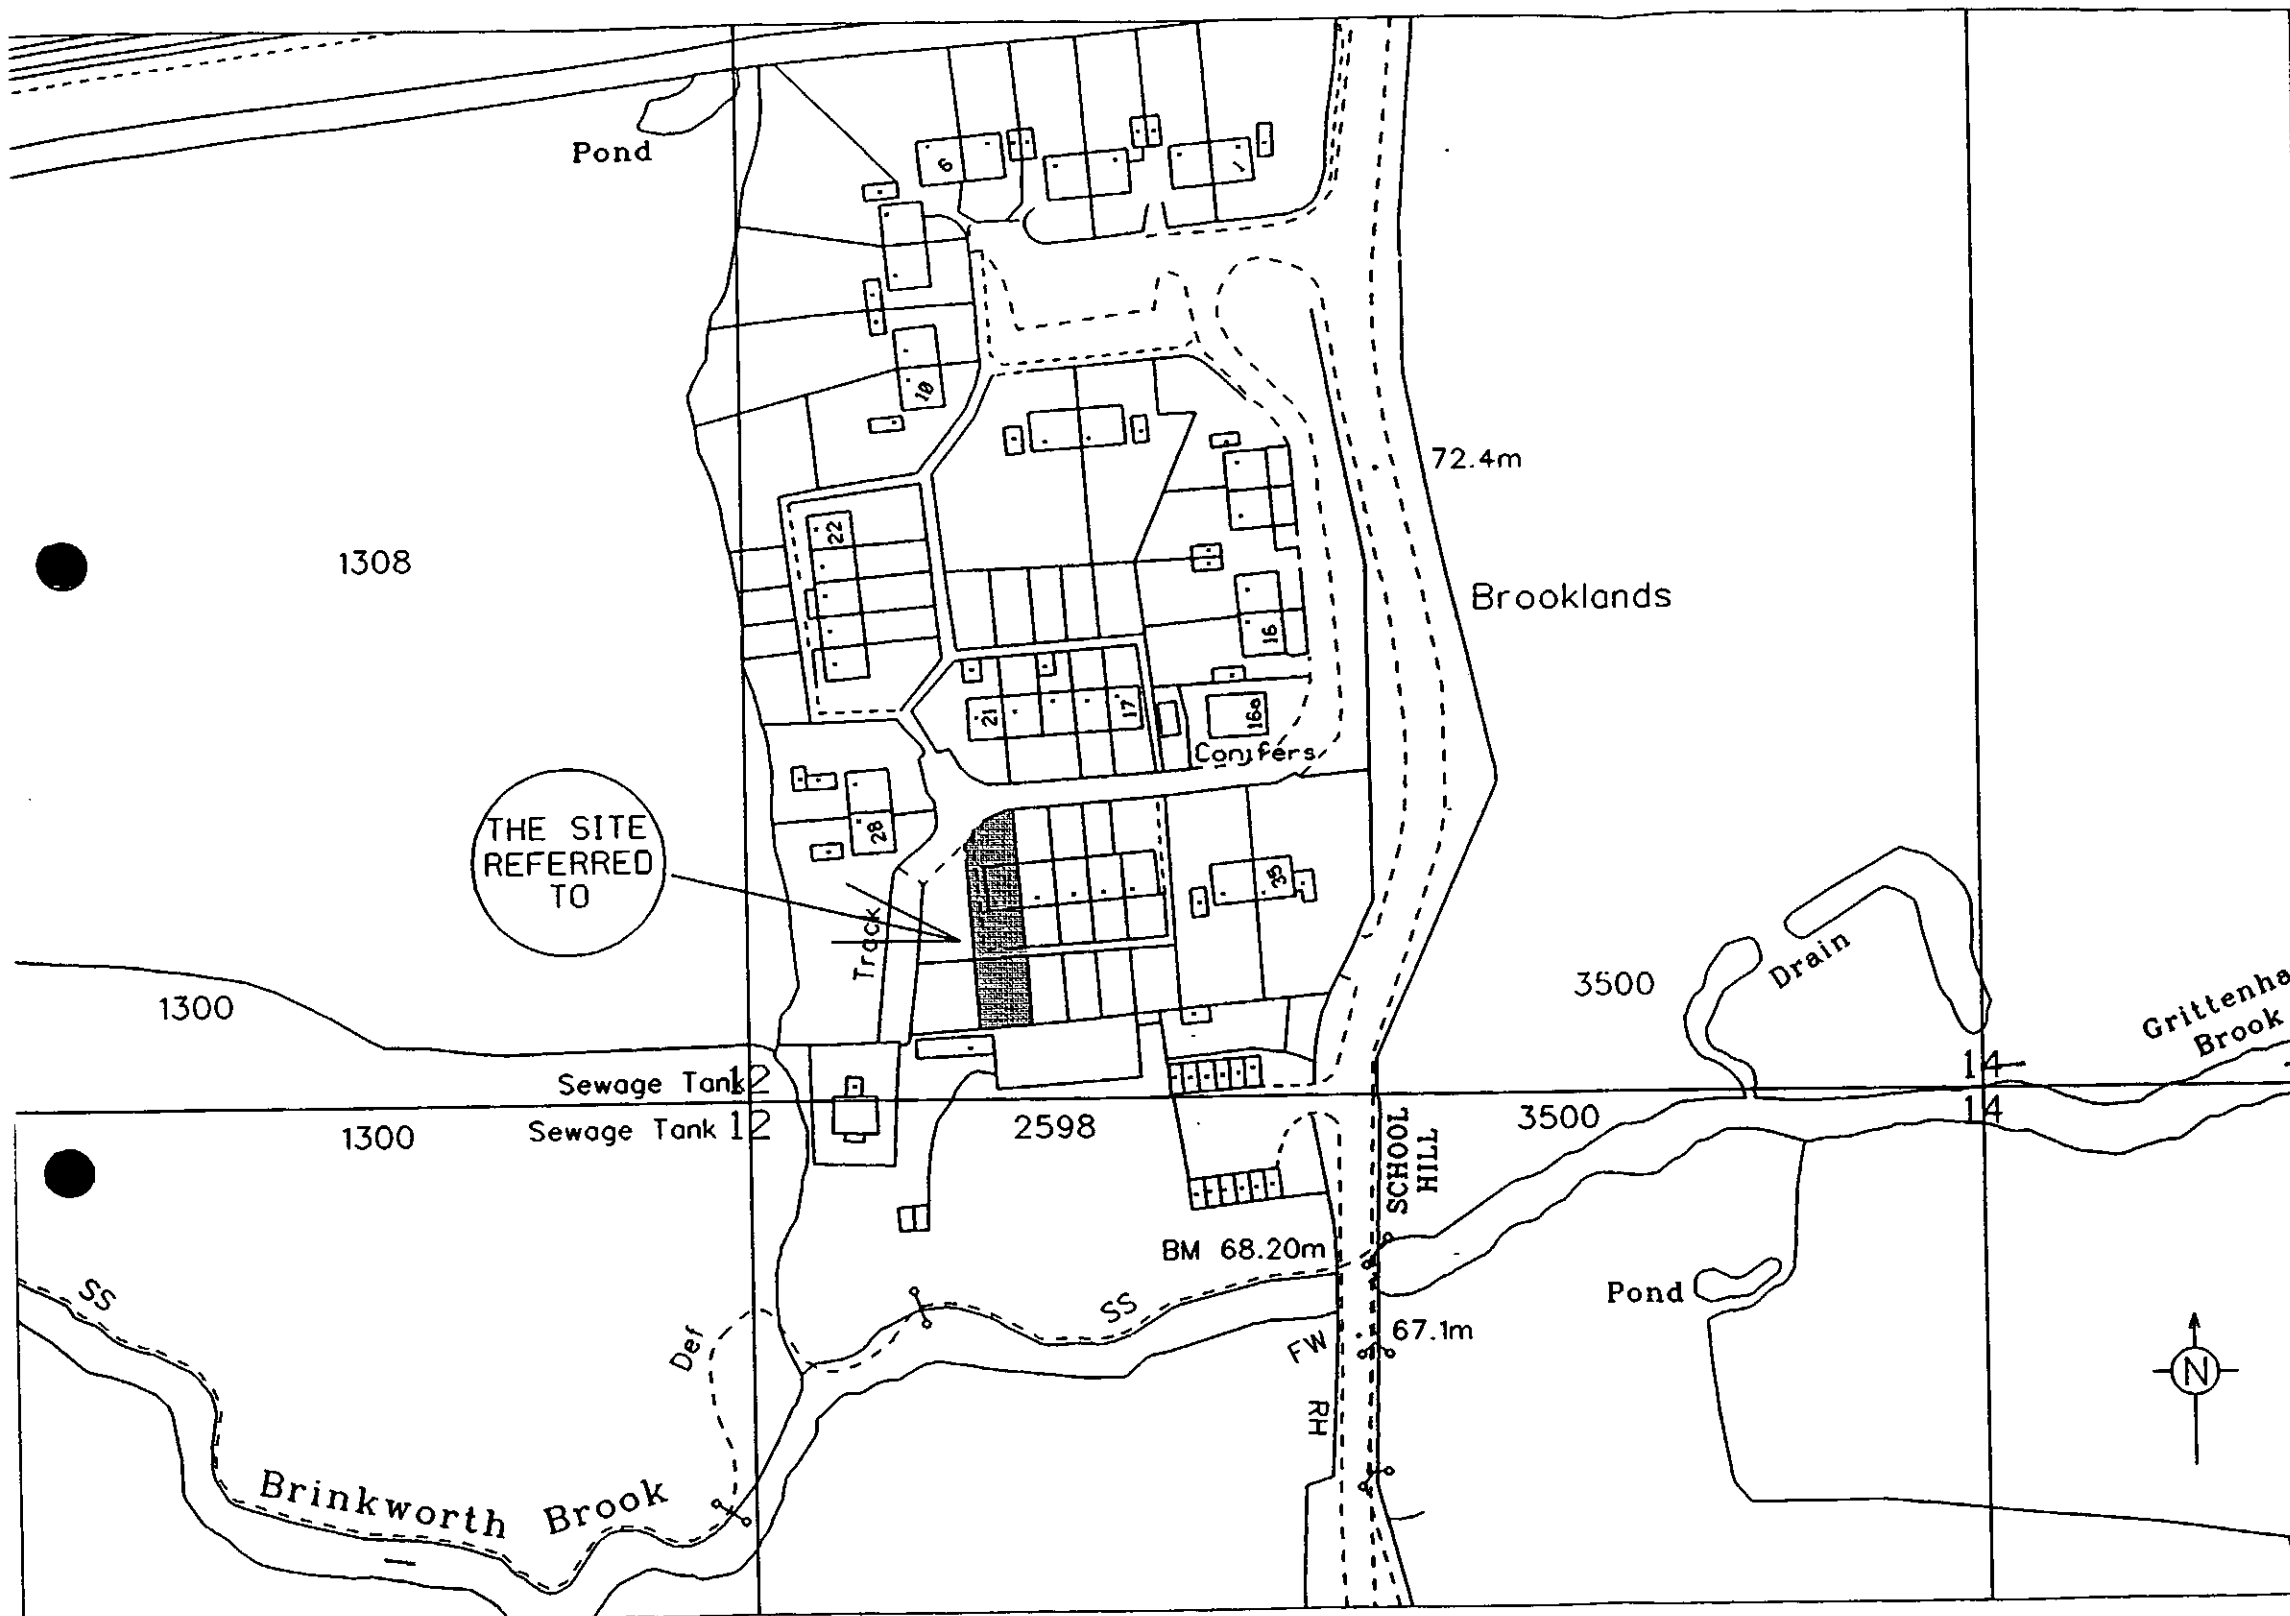 Pond
6
1
10
72.4m
22
1308
Brooklands
16
21
17
16a
Conifers
THE SITE
REFERRED
TO
28
35
Track
Drain
3500
1300
Grittenha
Brook
Sewage Tank
12
14
Sewage Tank
12
14
1300
2598
3500
SCHOOL
HILL
BM 68.20m
SS
SS
Pond
Def
FW
67.1m
N
RH
Brinkworth Brook